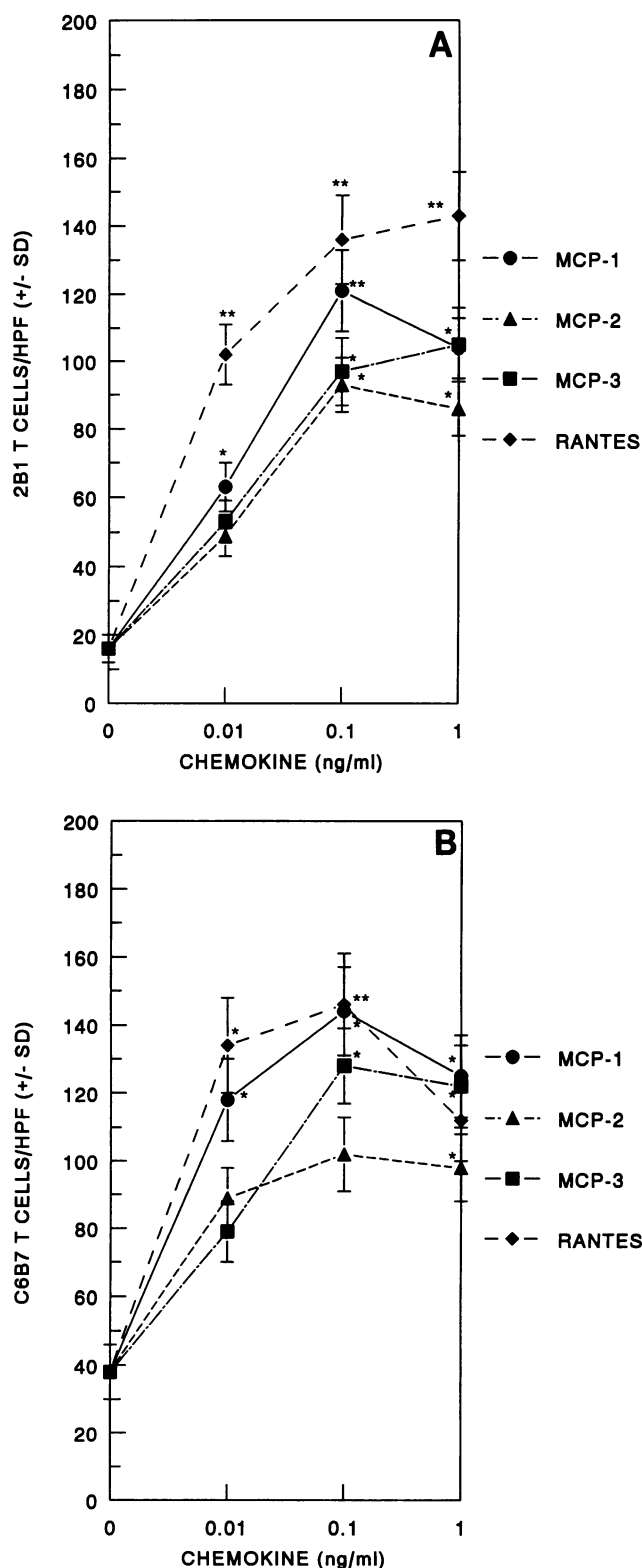 A
200
180
160
140
120
100
80
60
40
20
0
2B1 T CELLS/HPF (+/- SD)
**
**
**
**
*
*
*
*
*
0 0.01 0.1 1
CHEMOKINE (ng/ml)
MCP-1
MCP-2
MCP-3
RANTES
B
200
180
160
140
120
100
80
60
40
20
0
C6B7 T CELLS/HPF (+/- SD)
*
*
**
*
*
*
*
*
0 0.01 0.1 1
CHEMOKINE (ng/ml)
MCP-1
MCP-2
MCP-3
RANTES